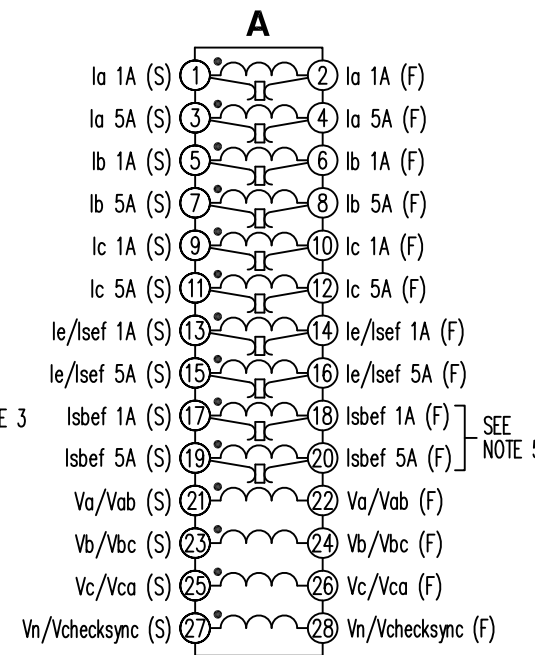 A
Ia 1A (S) 1 2 Ia 1A (F)
Ia 5A (S) 3 4 Ia 5A (F)
Ib 1A (S) 5 6 Ib 1A (F)
Ib 5A (S) 7 8 Ib 5A (F)
Ic 1A (S) 9 10 Ic 1A (F)
Ic 5A (S) 11 12 Ic 5A (F)
Ie/Isef 1A (S) 13 14 Ie/Isef 1A (F)
Ie/Isef 5A (S) 15 16 Ie/Isef 5A (F)
E 3 Isbef 1A (S) 17 18 Isbef 1A (F)
SEE
NOTE 5
Isbef 5A (S) 19 20 Isbef 5A (F)
Va/Vab (S) 21 22 Va/Vab (F)
Vb/Vbc (S) 23 24 Vb/Vbc (F)
Vc/Vca (S) 25 26 Vc/Vca (F)
Vn/Vchecksync (S) 27 28 Vn/Vchecksync (F)